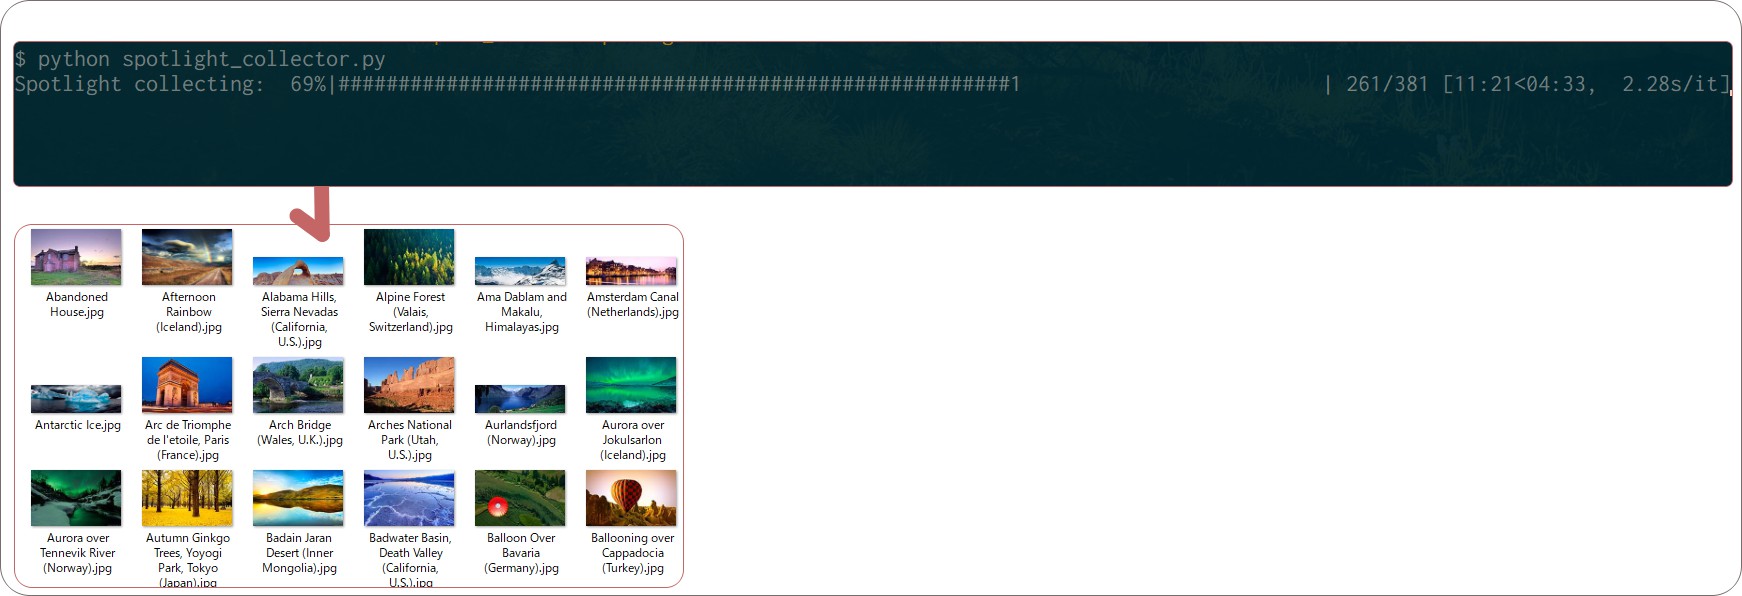 $ python spotlight_collector.py
Spotlight collecting:  69%|########################################################1                         | 261/381 [11:21<04:33,  2.28s/it]
Abandoned
House.jpg
Afternoon
Rainbow
(Iceland).jpg
Alabama Hills,
Sierra Nevadas
(California,
U.S.).jpg
Alpine Forest
(Valais,
Switzerland).jpg
Ama Dablam and
Makalu,
Himalayas.jpg
Amsterdam Canal
(Netherlands).jpg
Antarctic Ice.jpg
Arc de Triomphe
de l'etoile, Paris
(France).jpg
Arch Bridge
(Wales, U.K.).jpg
Arches National
Park (Utah,
U.S.).jpg
Aurlandsfjord
(Norway).jpg
Aurora over
Jokulsarlon
(Iceland).jpg
Aurora over
Tennevik River
(Norway).jpg
Autumn Ginkgo
Trees, Yoyogi
Park, Tokyo
(Japan).jpg
Badain Jaran
Desert (Inner
Mongolia).jpg
Badwater Basin,
Death Valley
(California,
U.S.).jpg
Balloon Over
Bavaria
(Germany).jpg
Ballooning over
Cappadocia
(Turkey).jpg